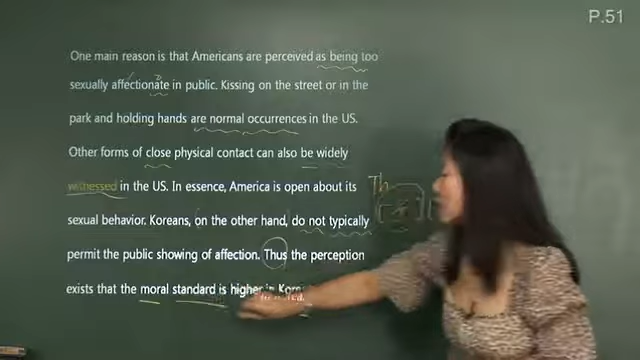 P.51
One main reason is that Americans are perceived as being too
sexually affectionate in public. Kissing on the street or in the
park and holding hands are normal occurrences in the US.
Other forms of close physical contact can also be widely
witnessed in the US. In essence, America is open about its
sexual behavior. Koreans, on the other hand, do not typically
permit the public showing of affection. Thus the perception
exists that the moral standard is higher in
Th